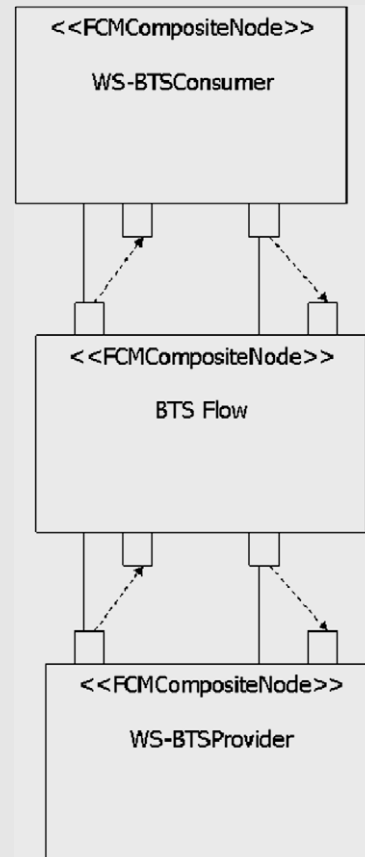 <<FCMCompositeNode>>
WS-BTSConsumer
<<FCMCompositeNode>>
BTS Flow
<<FCMCompositeNode>>
WS-BTSProvider